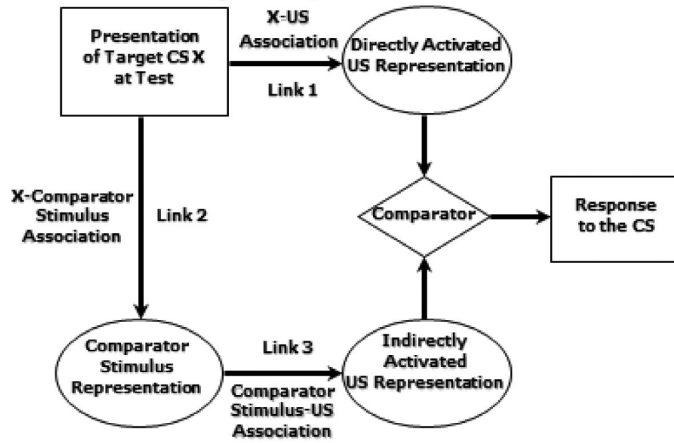 Presentation
of Target CS X
at Test
X-US
Association
Link 1
Directly Activated
US Representation
X-Comparator
Stimulus
Association
Link 2
Comparator
Response
to the CS
Comparator
Stimulus
Representation
Link 3
Comparator
Stimulus-US
Association
Indirectly
Activated
US Representation